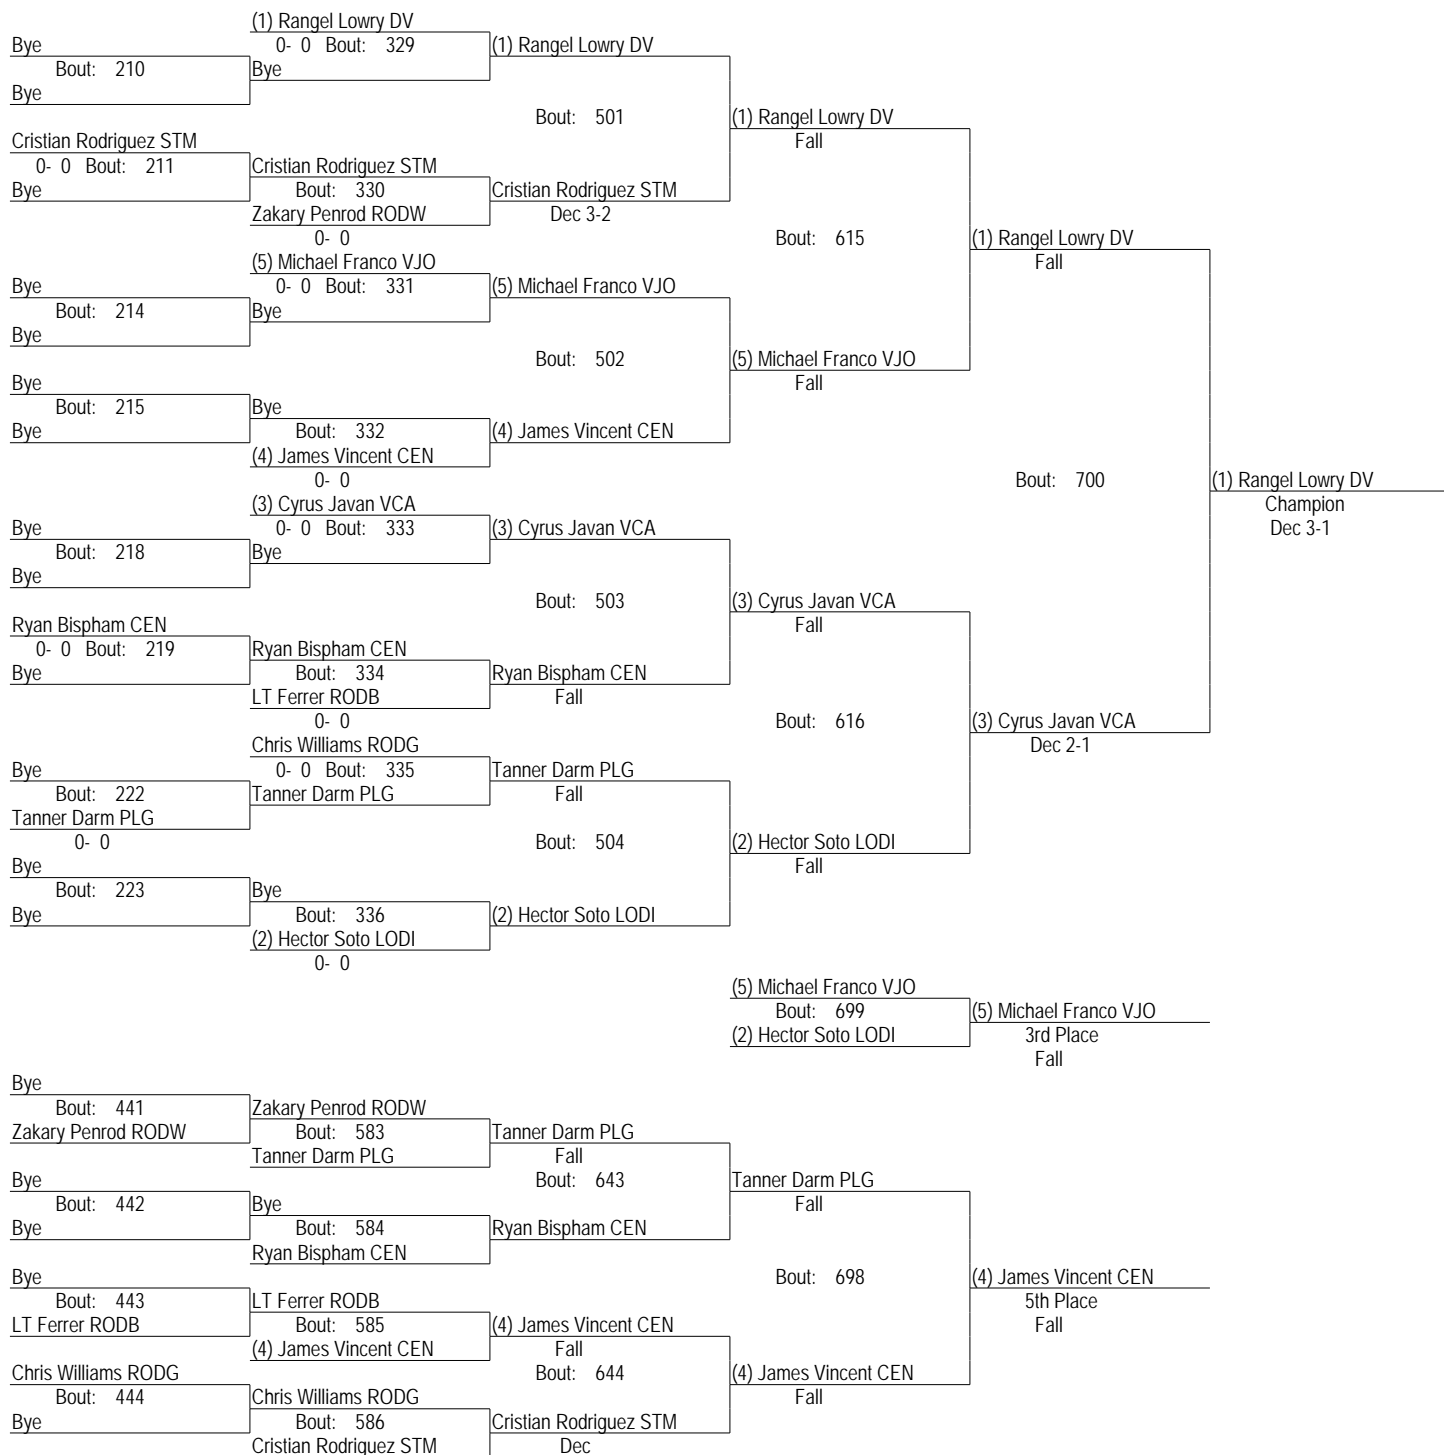 (1) Rangel Lowry DV
Bye 0- 0 Bout: 329 (1) Rangel Lowry DV
Bout: 210 Bye
Bye
Bout: 501 (1) Rangel Lowry DV
Cristian Rodriguez STM Fall
0- 0 Bout: 211 Cristian Rodriguez STM
Bye Bout: 330 Cristian Rodriguez STM
Zakary Penrod RODW Dec 3-2
0- 0 Bout: 615 (1) Rangel Lowry DV
(5) Michael Franco VJO Fall
Bye 0- 0 Bout: 331 (5) Michael Franco VJO
Bout: 214 Bye
Bye
Bout: 502 (5) Michael Franco VJO
Bye Fall
Bout: 215 Bye
Bye Bout: 332 (4) James Vincent CEN
(4) James Vincent CEN
0- 0 Bout: 700 (1) Rangel Lowry DV
(3) Cyrus Javan VCA Champion
Bye 0- 0 Bout: 333 (3) Cyrus Javan VCA Dec 3-1
Bout: 218 Bye
Bye
Bout: 503 (3) Cyrus Javan VCA
Ryan Bispham CEN Fall
0- 0 Bout: 219 Ryan Bispham CEN
Bye Bout: 334 Ryan Bispham CEN
LT Ferrer RODB Fall
0- 0 Bout: 616 (3) Cyrus Javan VCA
Chris Williams RODG Dec 2-1
Bye 0- 0 Bout: 335 Tanner Darm PLG
Bout: 222 Tanner Darm PLG Fall
Tanner Darm PLG
0- 0 Bout: 504 (2) Hector Soto LODI
Bye Fall
Bout: 223 Bye
Bye Bout: 336 (2) Hector Soto LODI
(2) Hector Soto LODI
0- 0
(5) Michael Franco VJO
Bout: 699 (5) Michael Franco VJO
(2) Hector Soto LODI 3rd Place
Fall
Bye
Bout: 441 Zakary Penrod RODW
Zakary Penrod RODW Bout: 583 Tanner Darm PLG
Tanner Darm PLG Fall
Bye Bout: 643 Tanner Darm PLG
Bout: 442 Bye Fall
Bye Bout: 584 Ryan Bispham CEN
Ryan Bispham CEN
Bye Bout: 698 (4) James Vincent CEN
Bout: 443 LT Ferrer RODB 5th Place
LT Ferrer RODB Bout: 585 (4) James Vincent CEN Fall
(4) James Vincent CEN Fall
Chris Williams RODG Bout: 644 (4) James Vincent CEN
Bout: 444 Chris Williams RODG Fall
Bye Bout: 586 Cristian Rodriguez STM
Cristian Rodriguez STM Dec